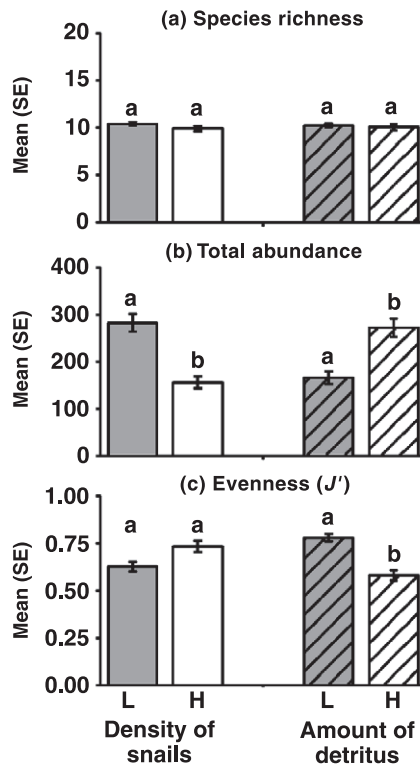 (a) Species richness
20
15
10
5
0
Mean (SE)
a a a a
(b) Total abundance
400
300
200
100
0
Mean (SE)
a b a b
(c) Evenness (J')
1.00
0.75
0.50
0.25
0.00
Mean (SE)
a a a b
L H L H
Density of snails
Amount of detritus